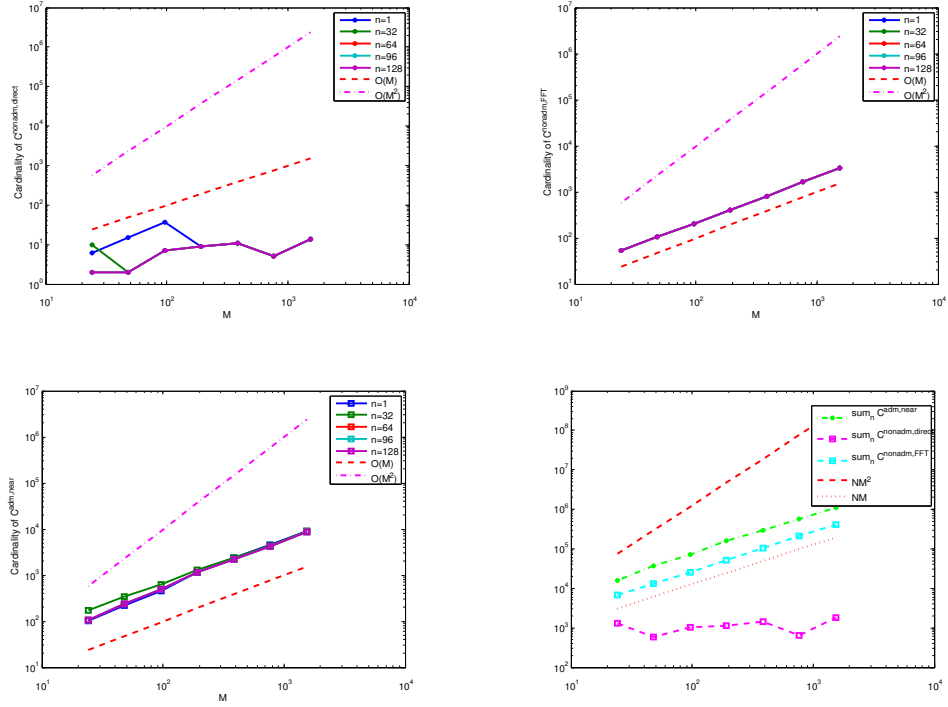 10^7
10^6
10^5
10^4
10^3
10^2
10^1
10^0
Cardinality of C^nonadm,direct
n=1
n=32
n=64
n=96
n=128
O(M)
O(M^2)
10^1
10^2
10^3
10^4
M
10^7
10^6
10^5
10^4
10^3
10^2
10^1
Cardinality of C^nonadm,FFT
n=1
n=32
n=64
n=96
n=128
O(M)
O(M^2)
10^1
10^2
10^3
10^4
M
10^7
10^6
10^5
10^4
10^3
10^2
10^1
Cardinality of C^adm,near
n=1
n=32
n=64
n=96
n=128
O(M)
O(M^2)
10^1
10^2
10^3
10^4
M
10^9
10^8
10^7
10^6
10^5
10^4
10^3
10^2
sum_n C^adm,near
sum_n C^nonadm,direct
sum_n C^nonadm,FFT
NM^2
NM
10^1
10^2
10^3
10^4